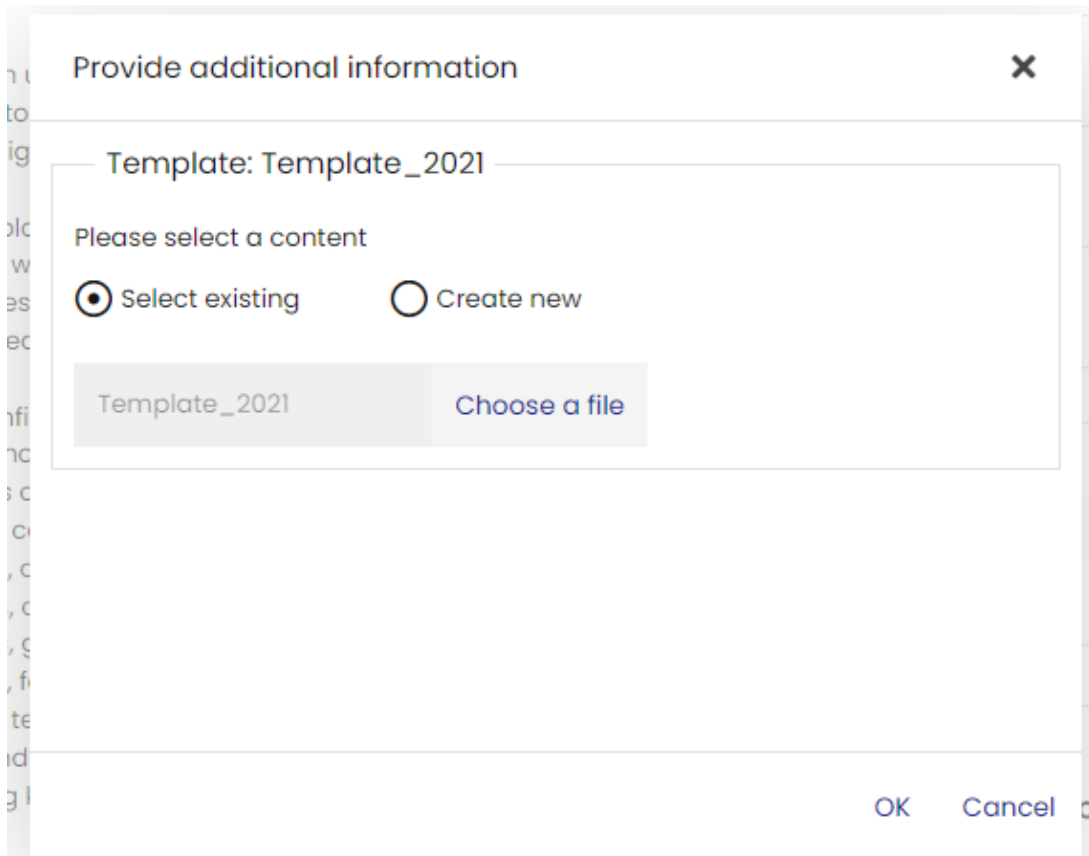 Provide additional information
Template: Template_2021
Please select a content
Select existing Create new
Template_2021 Choose a file
OK Cancel